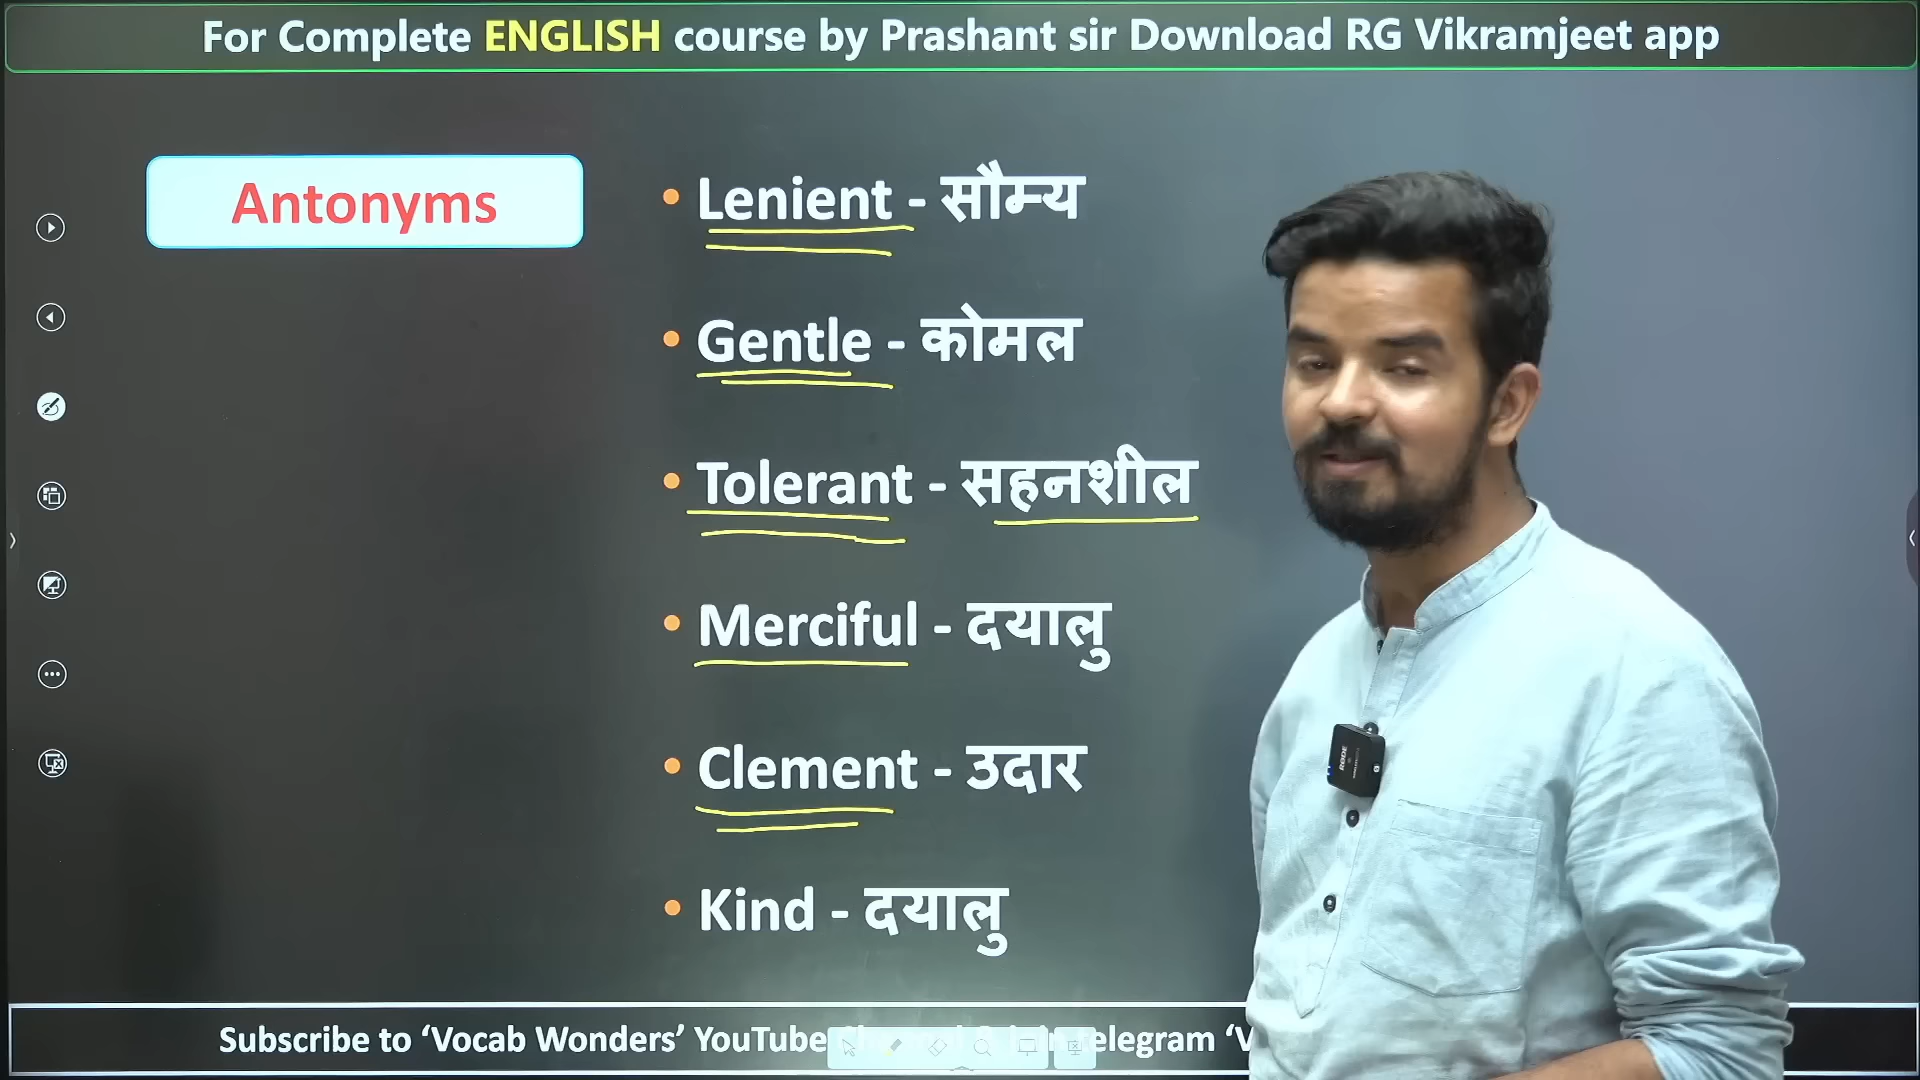 For Complete ENGLISH course by Prashant sir Download RG Vikramjeet app
Antonyms
• Lenient - सौम्य
• Gentle - कोमल
• Tolerant - सहनशील
• Merciful - दयालु
• Clement - उदार
• Kind - दयालु
RODE
Subscribe to ‘Vocab Wonders’ YouTube elegram ‘V